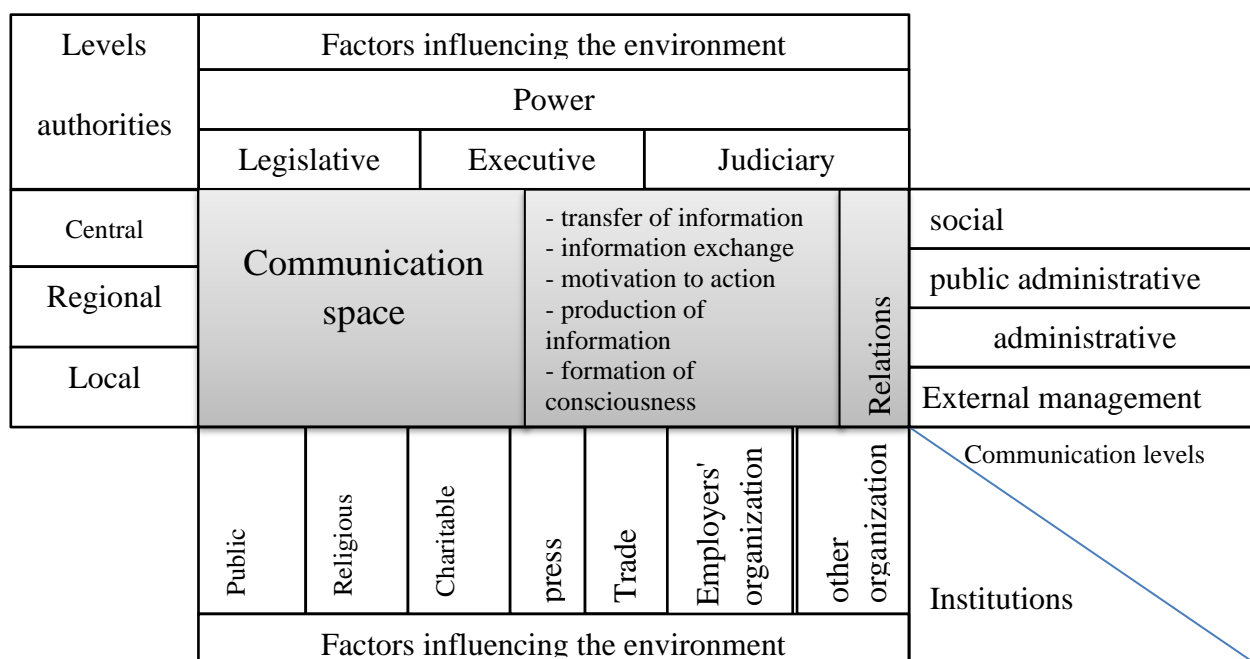 Levels
authorities
Factors influencing the environment
Power
Legislative
Executive
Judiciary
Central
Regional
Local
Communication
space
- transfer of information
- information exchange
- motivation to action
- production of
information
- formation of
consciousness
Relations
social
public administrative
administrative
External management
Public
Religious
Charitable
press
Trade
Employers'
organization
other
organization
Communication levels
Institutions
Factors influencing the environment